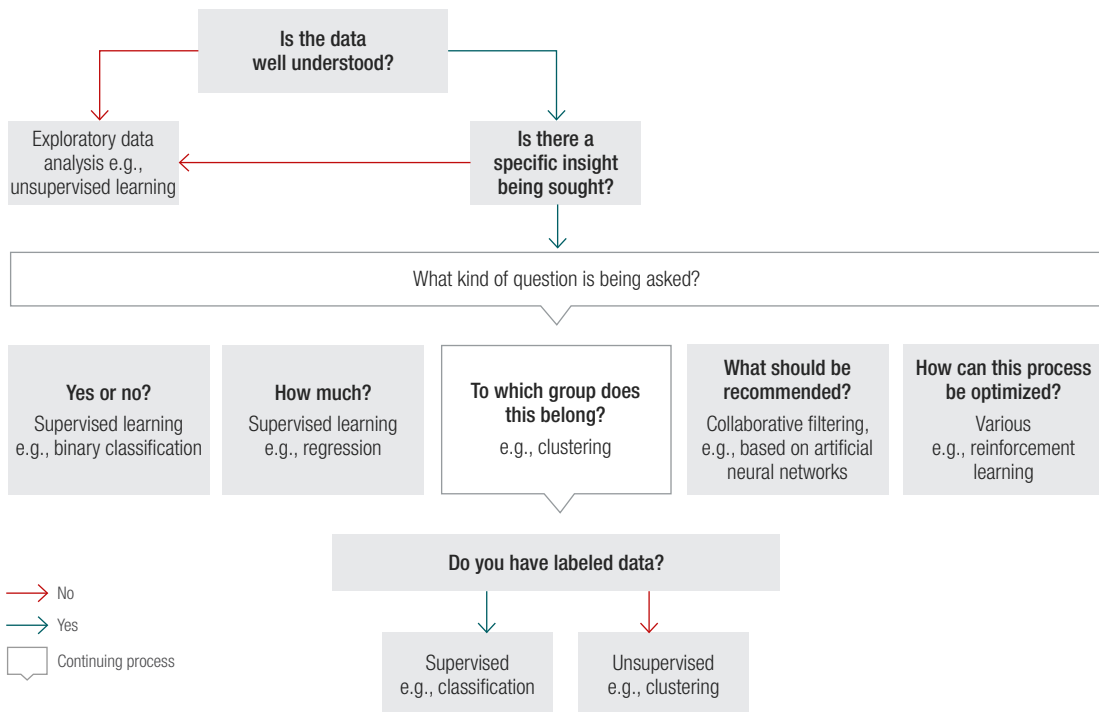 Is the data
well understood?
Exploratory data
analysis e.g.,
unsupervised learning
Is there a
specific insight
being sought?
What kind of question is being asked?
Yes or no?
Supervised learning
e.g., binary classification
How much?
Supervised learning
e.g., regression
To which group does
this belong?
e.g., clustering
What should be
recommended?
Collaborative filtering,
e.g., based on artificial
neural networks
How can this process
be optimized?
Various
e.g., reinforcement
learning
Do you have labeled data?
No
Yes
Continuing process
Supervised
e.g., classification
Unsupervised
e.g., clustering